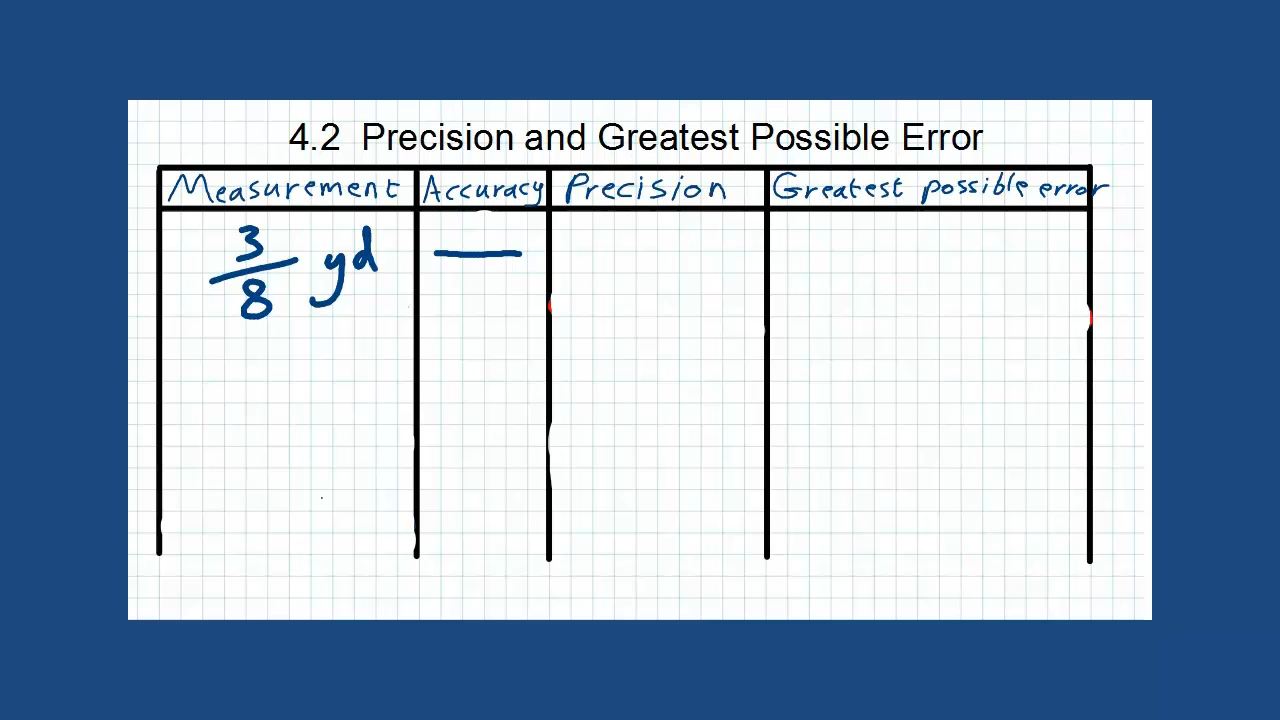 4.2 Precision and Greatest Possible Error
Measurement Accuracy Precision Greatest possible error
3/8 yd —